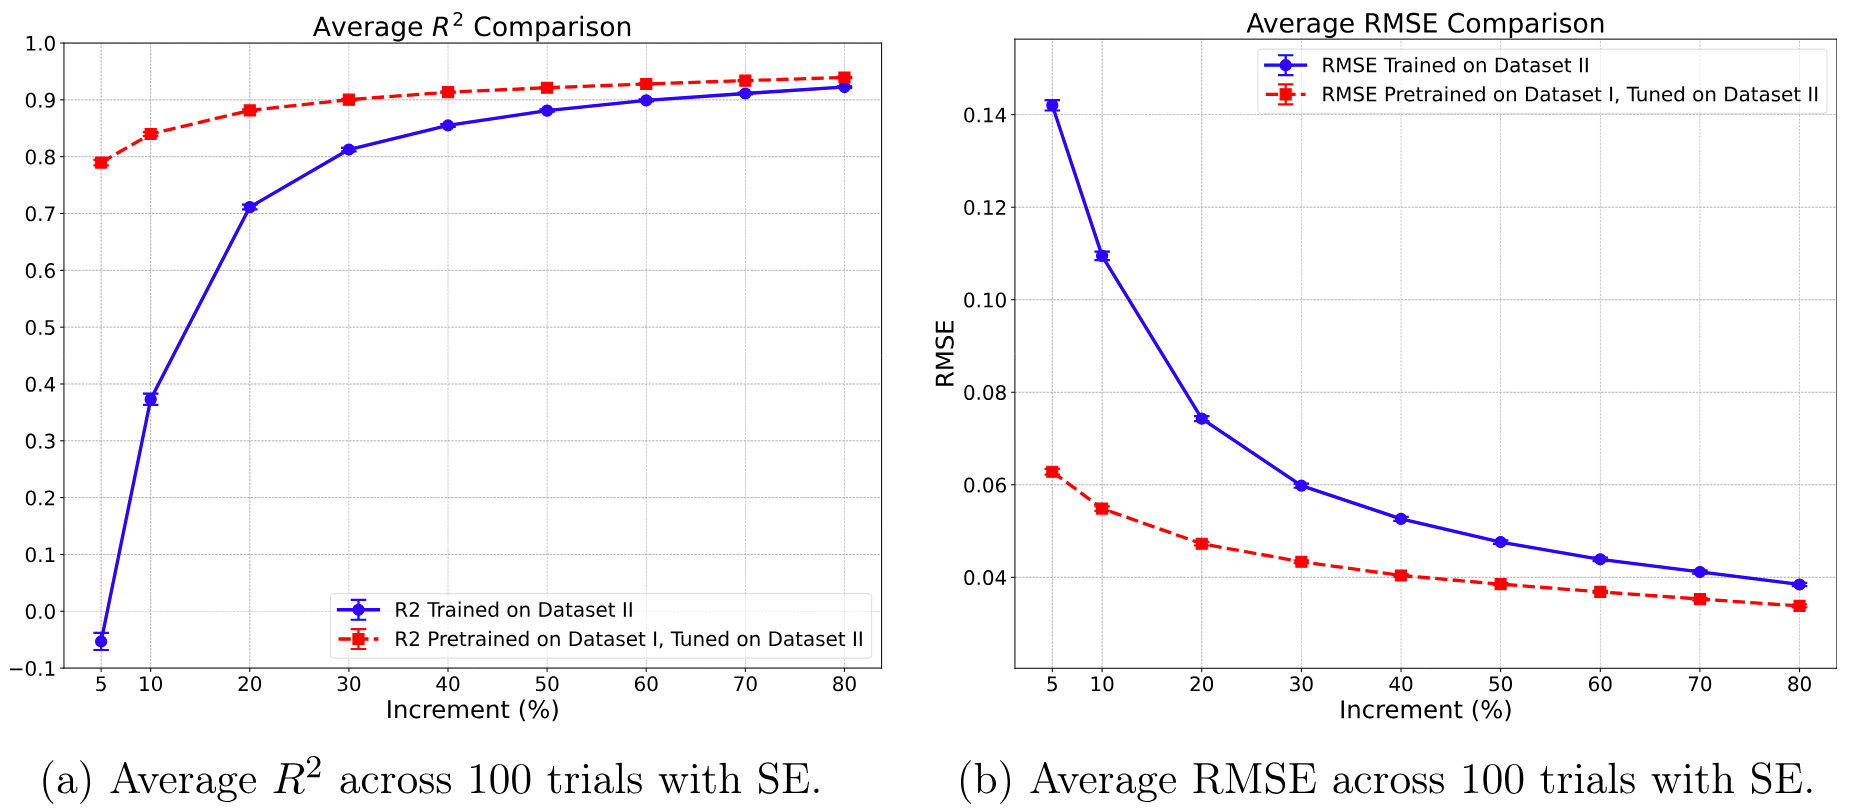 Average R² Comparison
1.0
0.9
0.8
0.7
0.6
0.5
0.4
0.3
0.2
0.1
0.0
−0.1
R2 Trained on Dataset II
R2 Pretrained on Dataset I, Tuned on Dataset II
5 10 20 30 40 50 60 70 80
Increment (%)
(a) Average R² across 100 trials with SE.
Average RMSE Comparison
RMSE Trained on Dataset II
RMSE Pretrained on Dataset I, Tuned on Dataset II
0.14
0.12
0.10
0.08
0.06
0.04
RMSE
5 10 20 30 40 50 60 70 80
Increment (%)
(b) Average RMSE across 100 trials with SE.